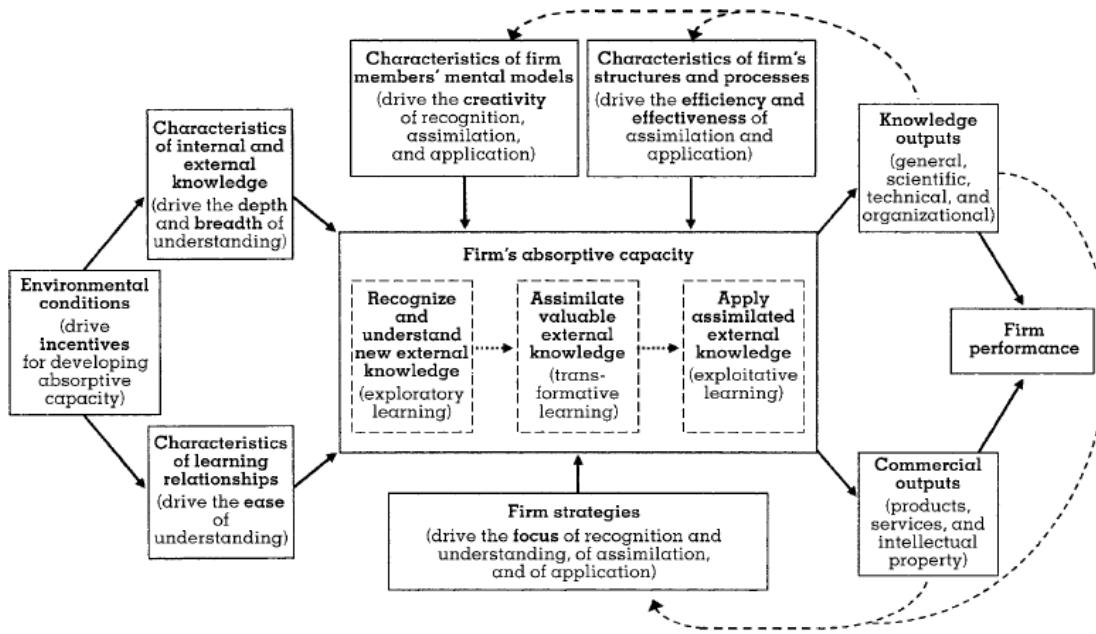 Characteristics of firm
members' mental models
(drive the creativity
of recognition,
assimilation,
and application)
Characteristics of firm's
structures and processes
(drive the efficiency and
effectiveness of
assimilation and
application)
Characteristics
of internal and
external
knowledge
(drive the depth
and breadth of
understanding)
Knowledge
outputs
(general,
scientific,
technical, and
organizational)
Environmental
conditions
(drive
incentives
for developing
absorptive
capacity)
Firm's absorptive capacity
Recognize
and
understand
new external
knowledge
(exploratory
learning)
Assimilate
valuable
external
knowledge
(trans-
formative
learning)
Apply
assimilated
external
knowledge
(exploitative
learning)
Firm
performance
Characteristics
of learning
relationships
(drive the ease
of
understanding)
Firm strategies
(drive the focus of recognition and
understanding, of assimilation,
and of application)
Commercial
outputs
(products,
services, and
intellectual
property)